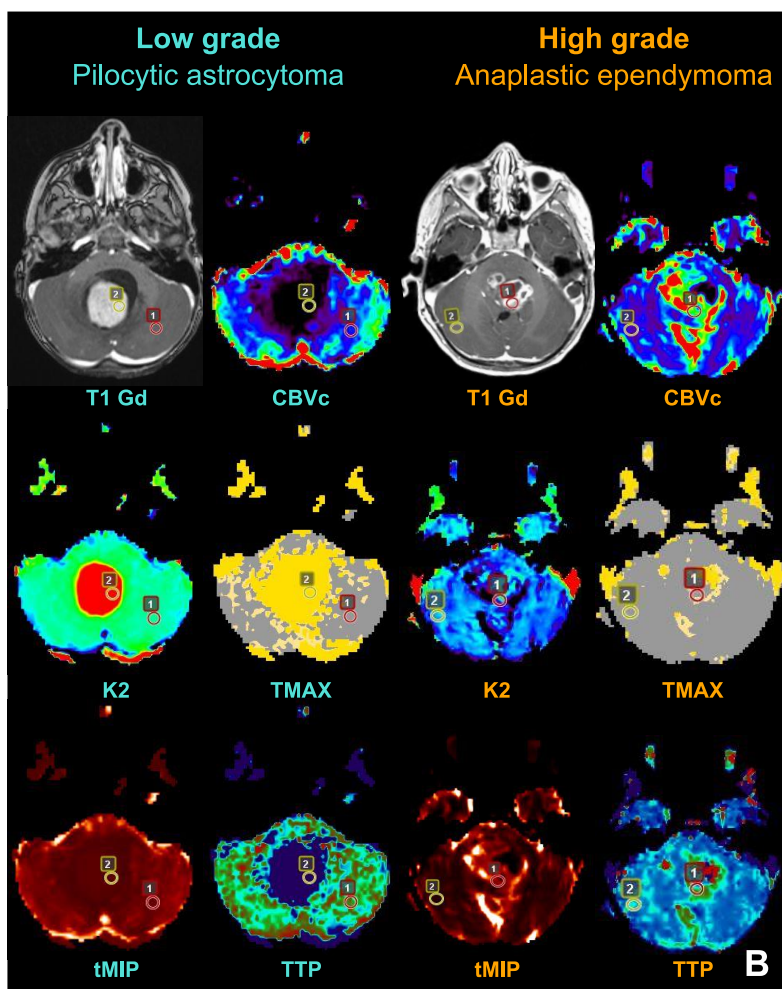 Low grade
Pilocytic astrocytoma
High grade
Anaplastic ependymoma
2
1
2
1
1
2
1
2
T1 Gd
CBVc
T1 Gd
CBVc
2
1
2
1
1
2
1
2
K2
TMAX
K2
TMAX
2
1
2
1
1
2
1
2
tMIP
TTP
tMIP
TTP
B